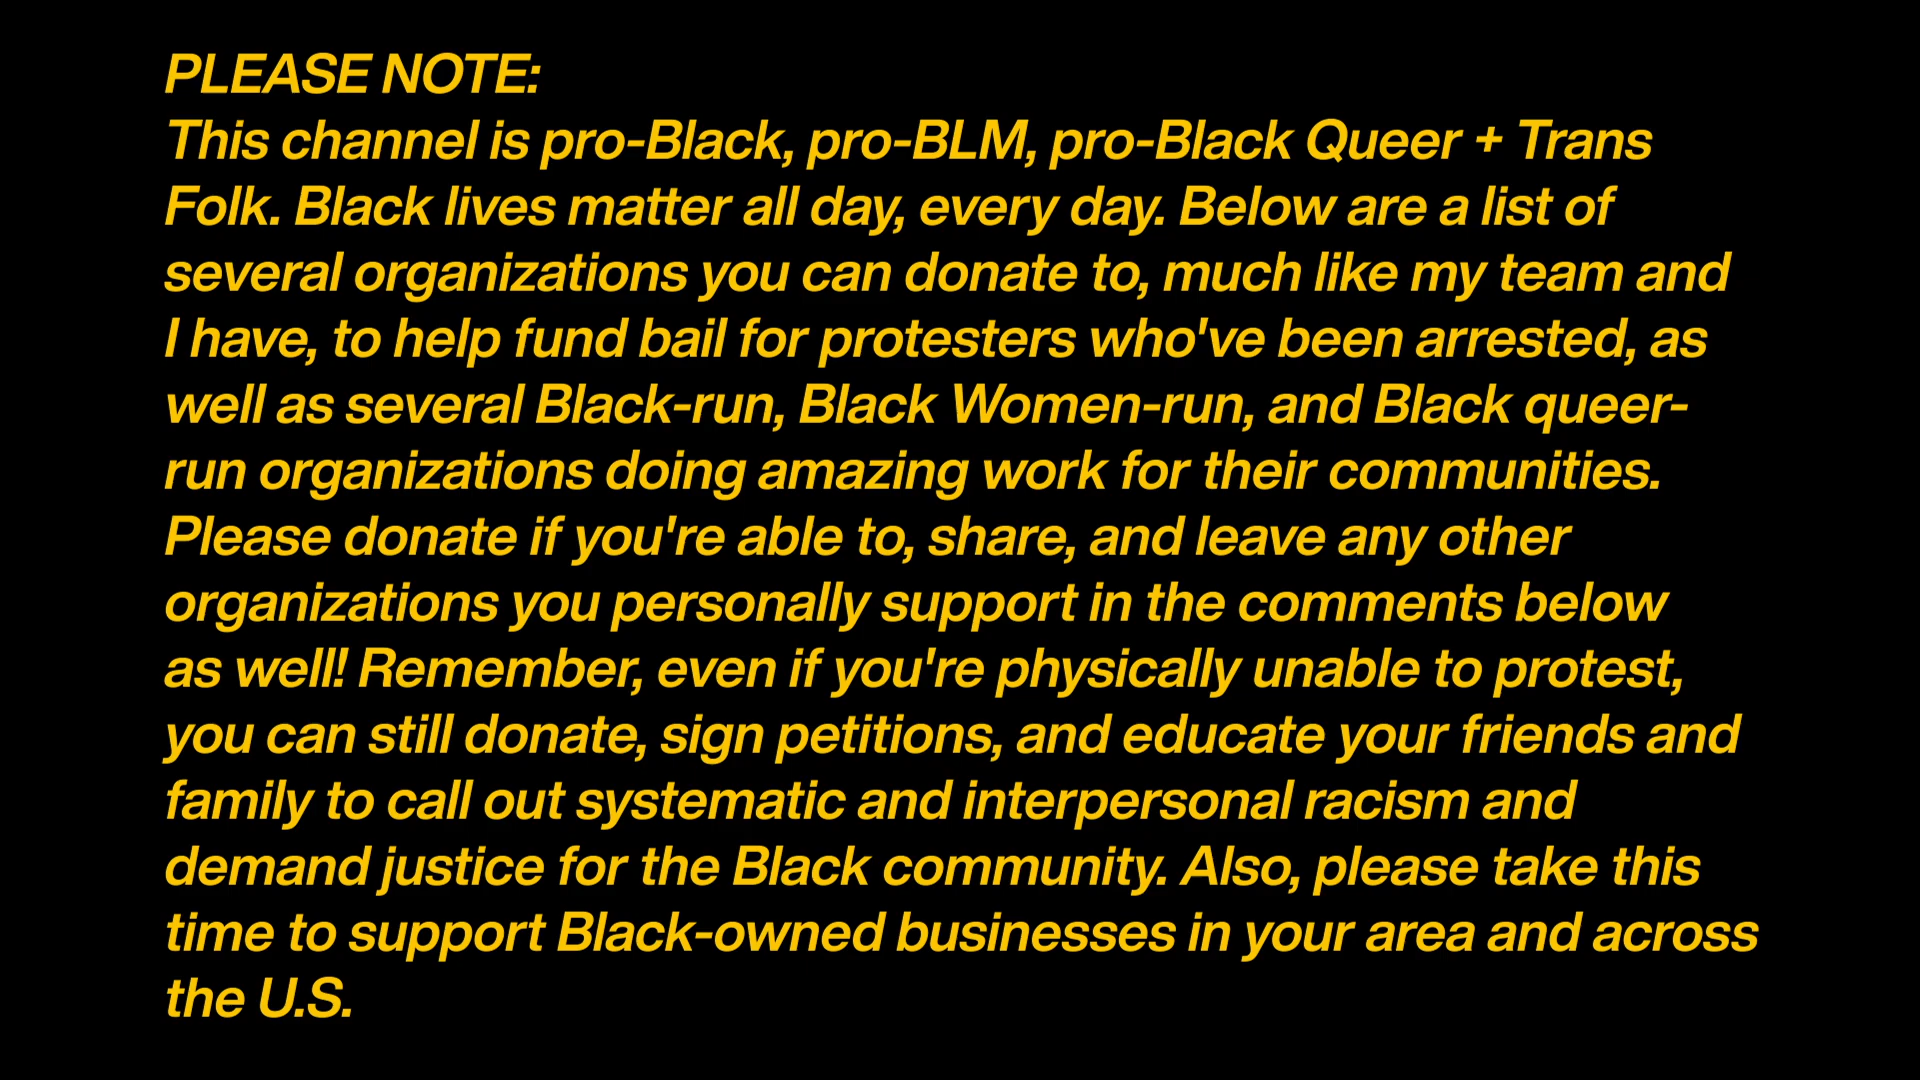 PLEASE NOTE:
This channel is pro-Black, pro-BLM, pro-Black Queer + Trans
Folk. Black lives matter all day, every day. Below are a list of
several organizations you can donate to, much like my team and
I have, to help fund bail for protesters who've been arrested, as
well as several Black-run, Black Women-run, and Black queer-
run organizations doing amazing work for their communities.
Please donate if you're able to, share, and leave any other
organizations you personally support in the comments below
as well! Remember, even if you're physically unable to protest,
you can still donate, sign petitions, and educate your friends and
family to call out systematic and interpersonal racism and
demand justice for the Black community. Also, please take this
time to support Black-owned businesses in your area and across
the U.S.